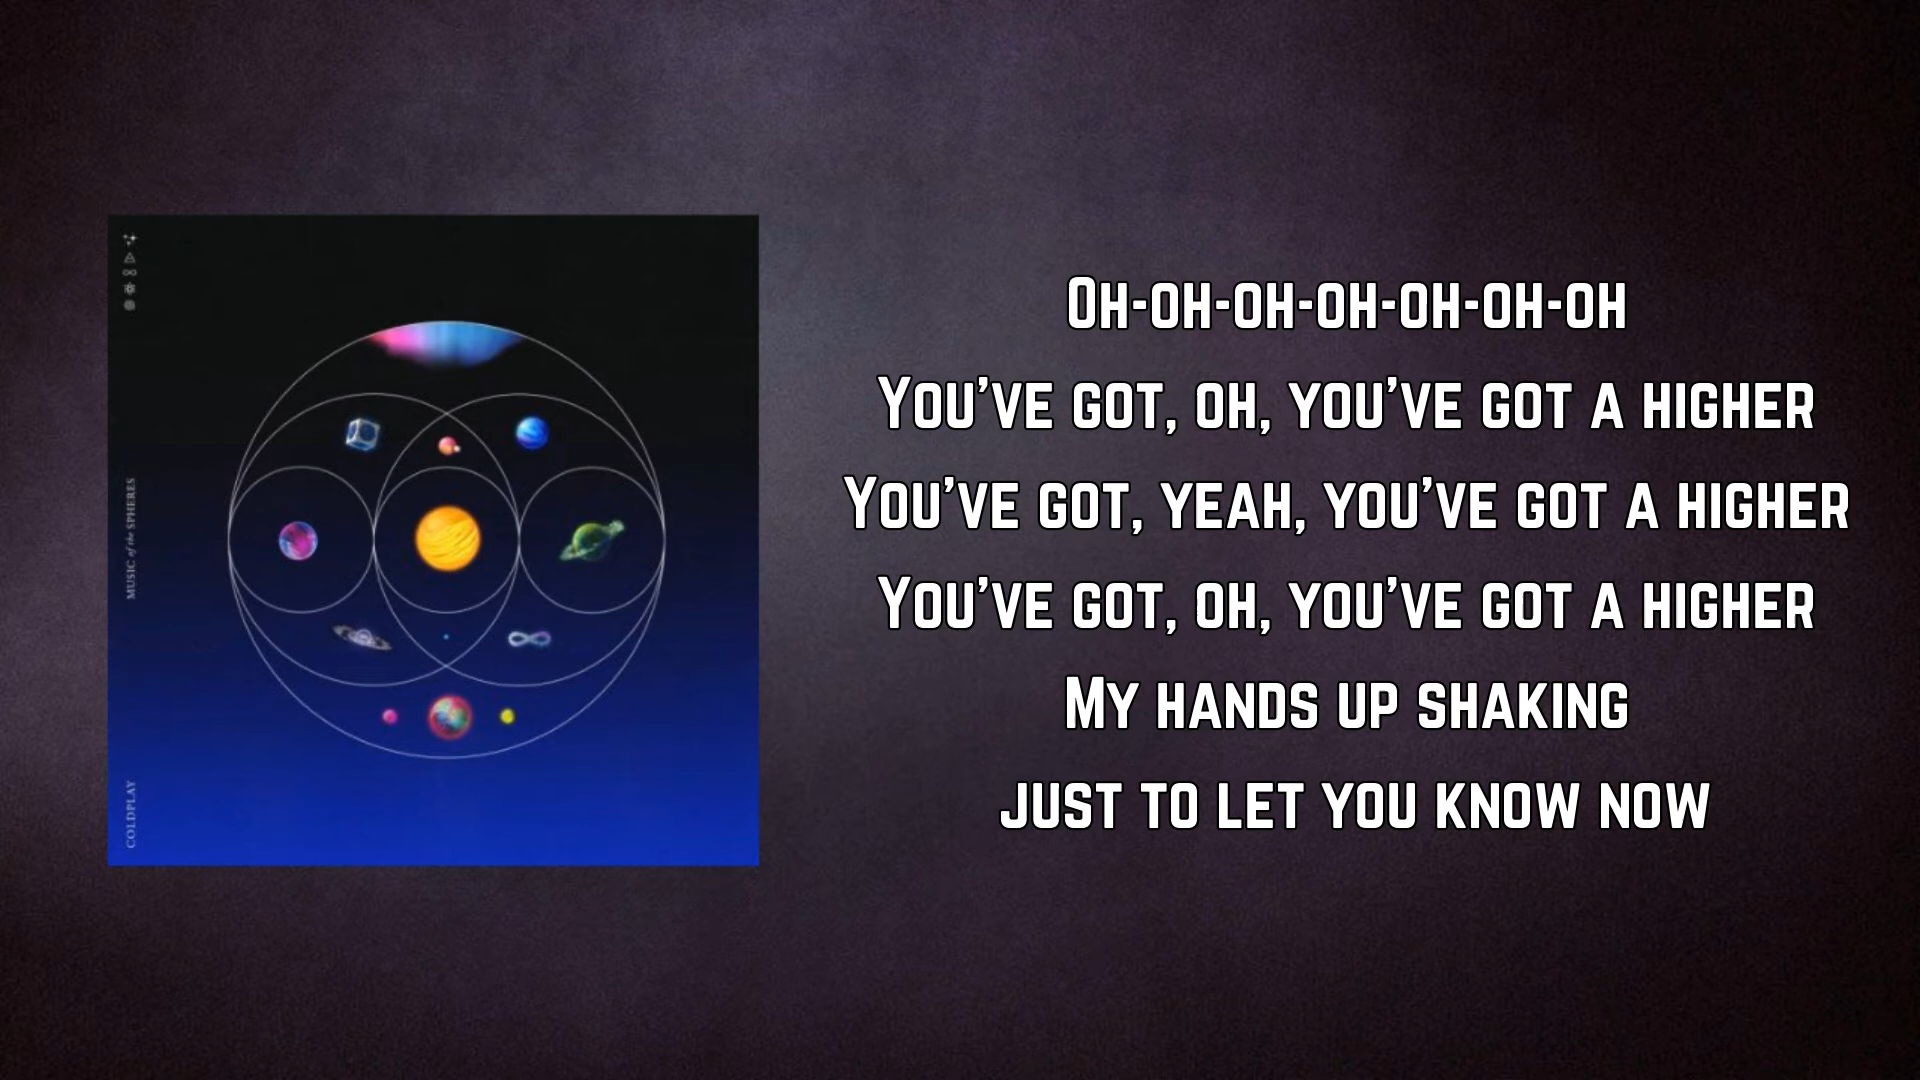 MUSIC of the SPHERES
COLDPLAY
Oh-oh-oh-oh-oh-oh-oh
You've got, oh, you've got a higher
You've got, yeah, you've got a higher
You've got, oh, you've got a higher
My hands up shaking
just to let you know now